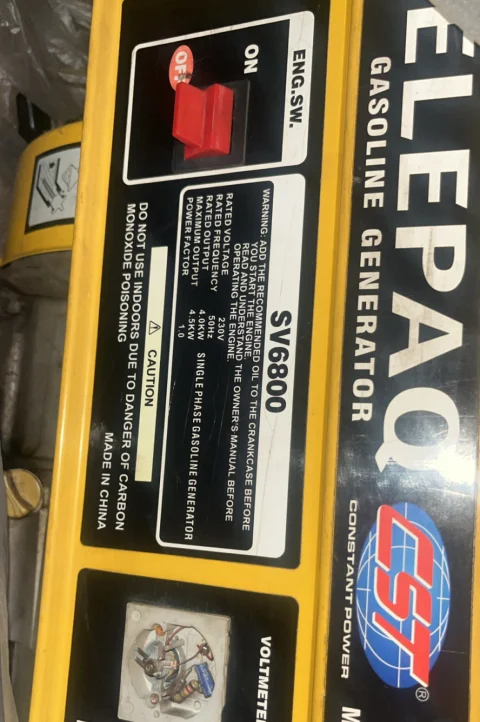 ELEPAQ
GASOLINE GENERATOR
CST
®
CONSTANT POWER
ENG.SW.
ON
OFF
SV6800
WARNING: ADD THE RECOMMENDED OIL TO THE CRANKCASE BEFORE
YOU START THE ENGINE.
READ AND UNDERSTAND THE OWNER'S MANUAL BEFORE
OPERATING THE ENGINE.
RATED VOLTAGE 230V
RATED FREQUENCY 50Hz
RATED OUTPUT 4.0KW
MAXIMUM OUTPUT 4.5KW
POWER FACTOR 1.0
SINGLE PHASE GASOLINE GENERATOR
CAUTION
DO NOT USE INDOORS DUE TO DANGER OF CARBON
MONOXIDE POISONING
MADE IN CHINA
VOLTMETE